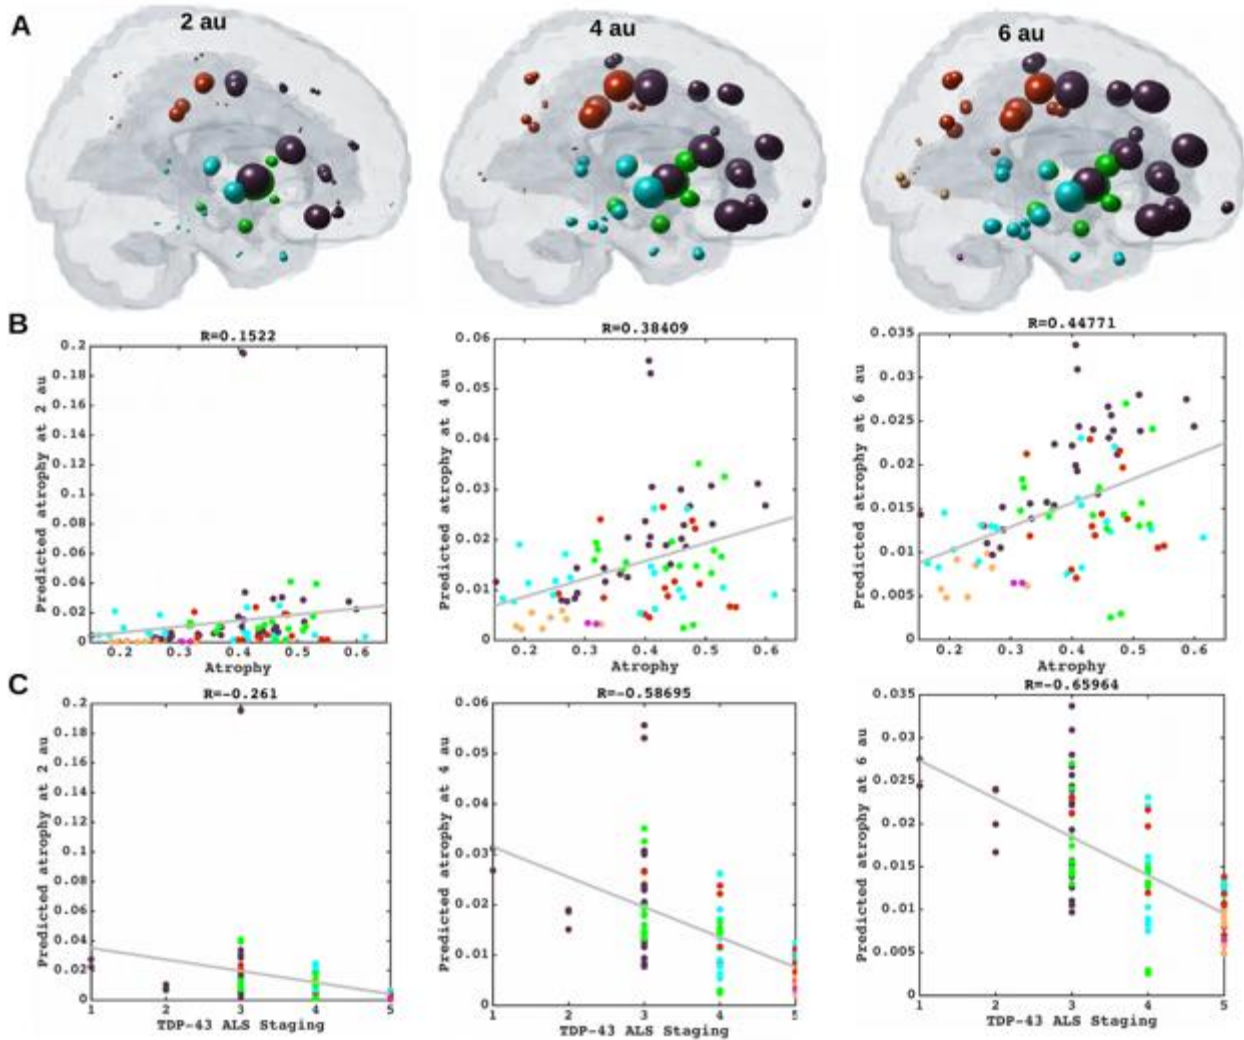 A
2 au
4 au
6 au
B
R=0.1522
Predicted atrophy at 2 au
0.2
0.18
0.16
0.14
0.12
0.1
0.08
0.06
0.04
0.02
0
0.2 0.3 0.4 0.5 0.6
Atrophy
R=0.38409
Predicted atrophy at 4 au
0.06
0.05
0.04
0.03
0.02
0.01
0
0.2 0.3 0.4 0.5 0.6
Atrophy
R=0.44771
Predicted atrophy at 6 au
0.035
0.03
0.025
0.02
0.015
0.01
0.005
0
0.2 0.3 0.4 0.5 0.6
Atrophy
C
R=-0.261
Predicted atrophy at 2 au
0.2
0.18
0.16
0.14
0.12
0.1
0.08
0.06
0.04
0.02
0
1 2 3 4 5
TDP-43 ALS Staging
R=-0.58695
Predicted atrophy at 4 au
0.06
0.05
0.04
0.03
0.02
0.01
0
1 2 3 4 5
TDP-43 ALS Staging
R=-0.65964
Predicted atrophy at 6 au
0.035
0.03
0.025
0.02
0.015
0.01
0.005
0
1 2 3 4 5
TDP-43 ALS Staging